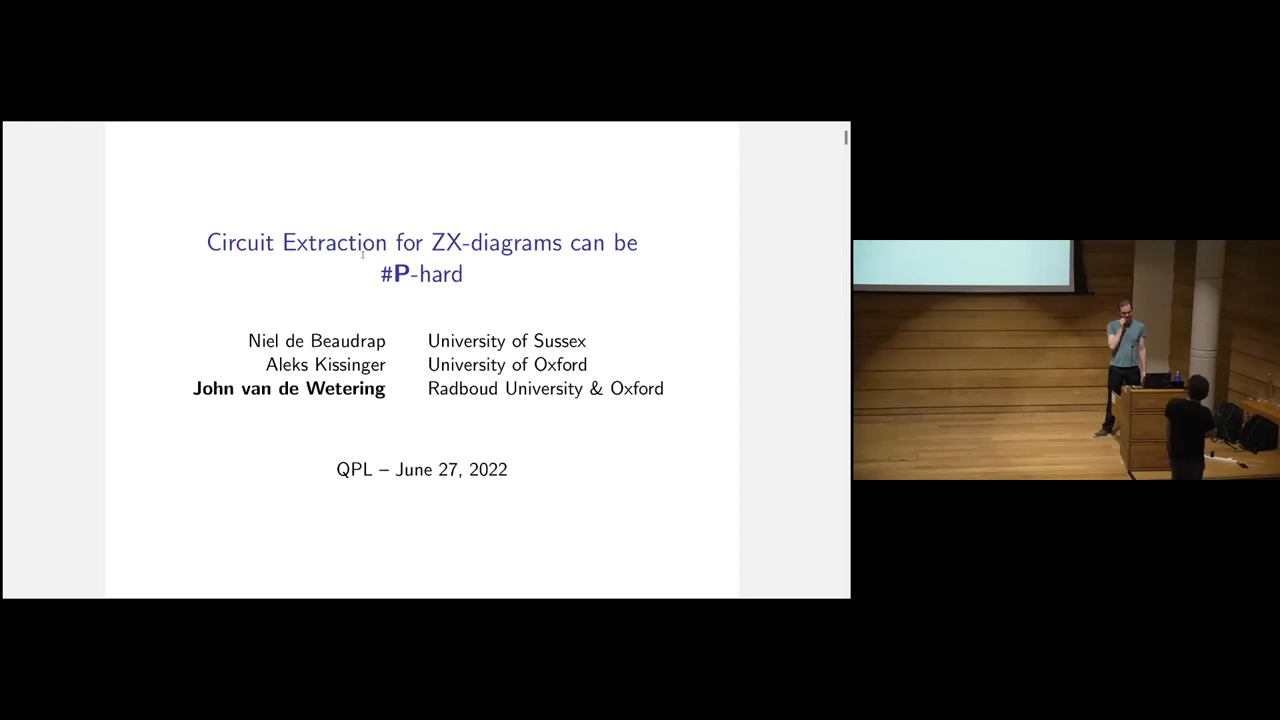 Circuit Extraction for ZX-diagrams can be
#P-hard
Niel de Beaudrap University of Sussex
Aleks Kissinger University of Oxford
John van de Wetering Radboud University & Oxford
QPL – June 27, 2022